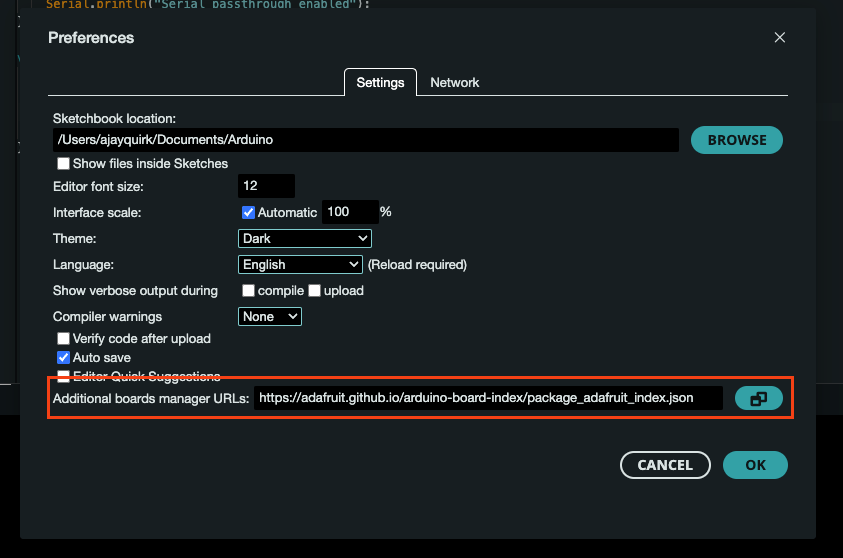 Serial.println("Serial passthrough enabled");
Preferences
Settings Network
Sketchbook location:
/Users/ajayquirk/Documents/Arduino BROWSE
Show files inside Sketches
Editor font size: 12
Interface scale: Automatic 100 %
Theme: Dark
Language: English (Reload required)
Show verbose output during compile upload
Compiler warnings None
Verify code after upload
Auto save
Editor Quick Suggestions
Additional boards manager URLs: https://adafruit.github.io/arduino-board-index/package_adafruit_index.json
CANCEL OK